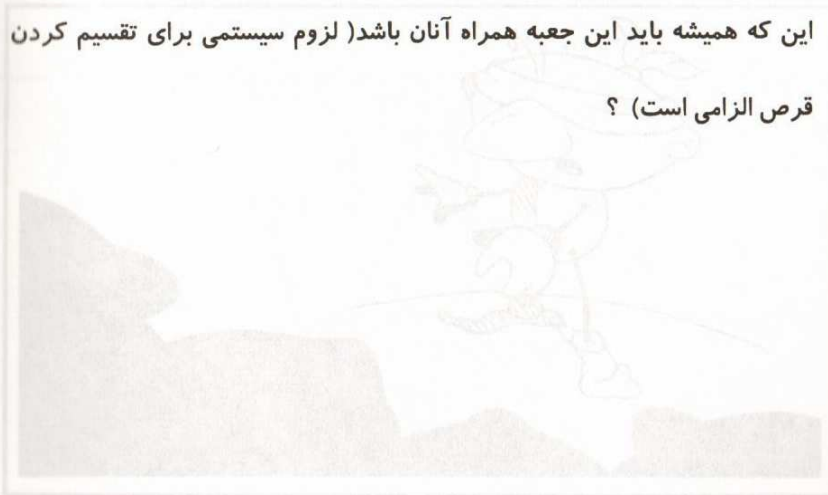 این که همیشه باید این جعبه همراه آنان باشد( لزوم سیستمی برای تقسیم کردن
قرص الزامی است) ؟